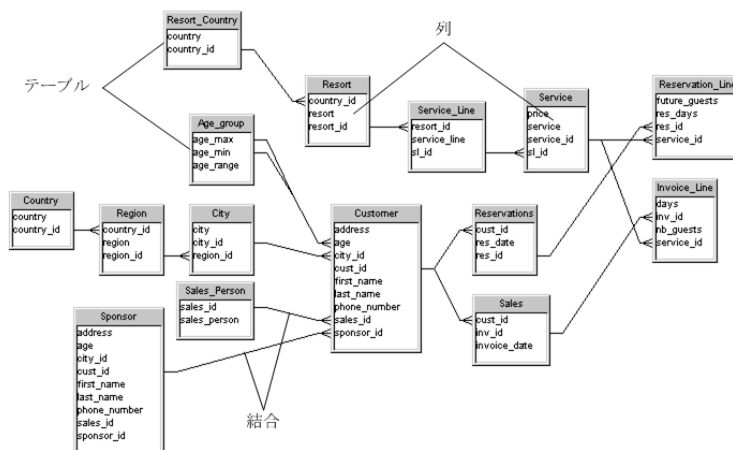 Resort_Country
country
country_id
列
テーブル
Resort
country_id
resort
resort_id
Service_Line
resort_id
service_line
sl_id
Service
price
service
service_id
sl_id
Reservation_Line
future_guests
res_days
res_id
service_id
Age_group
age_max
age_min
age_range
Country
country
country_id
Region
country_id
region
region_id
City
city
city_id
region_id
Customer
address
age
city_id
cust_id
first_name
last_name
phone_number
sales_id
sponsor_id
Reservations
cust_id
res_date
res_id
Invoice_Line
days
inv_id
nb_guests
service_id
Sales_Person
sales_id
sales_person
Sales
cust_id
inv_id
invoice_date
Sponsor
address
age
city_id
cust_id
first_name
last_name
phone_number
sales_id
sponsor_id
結合